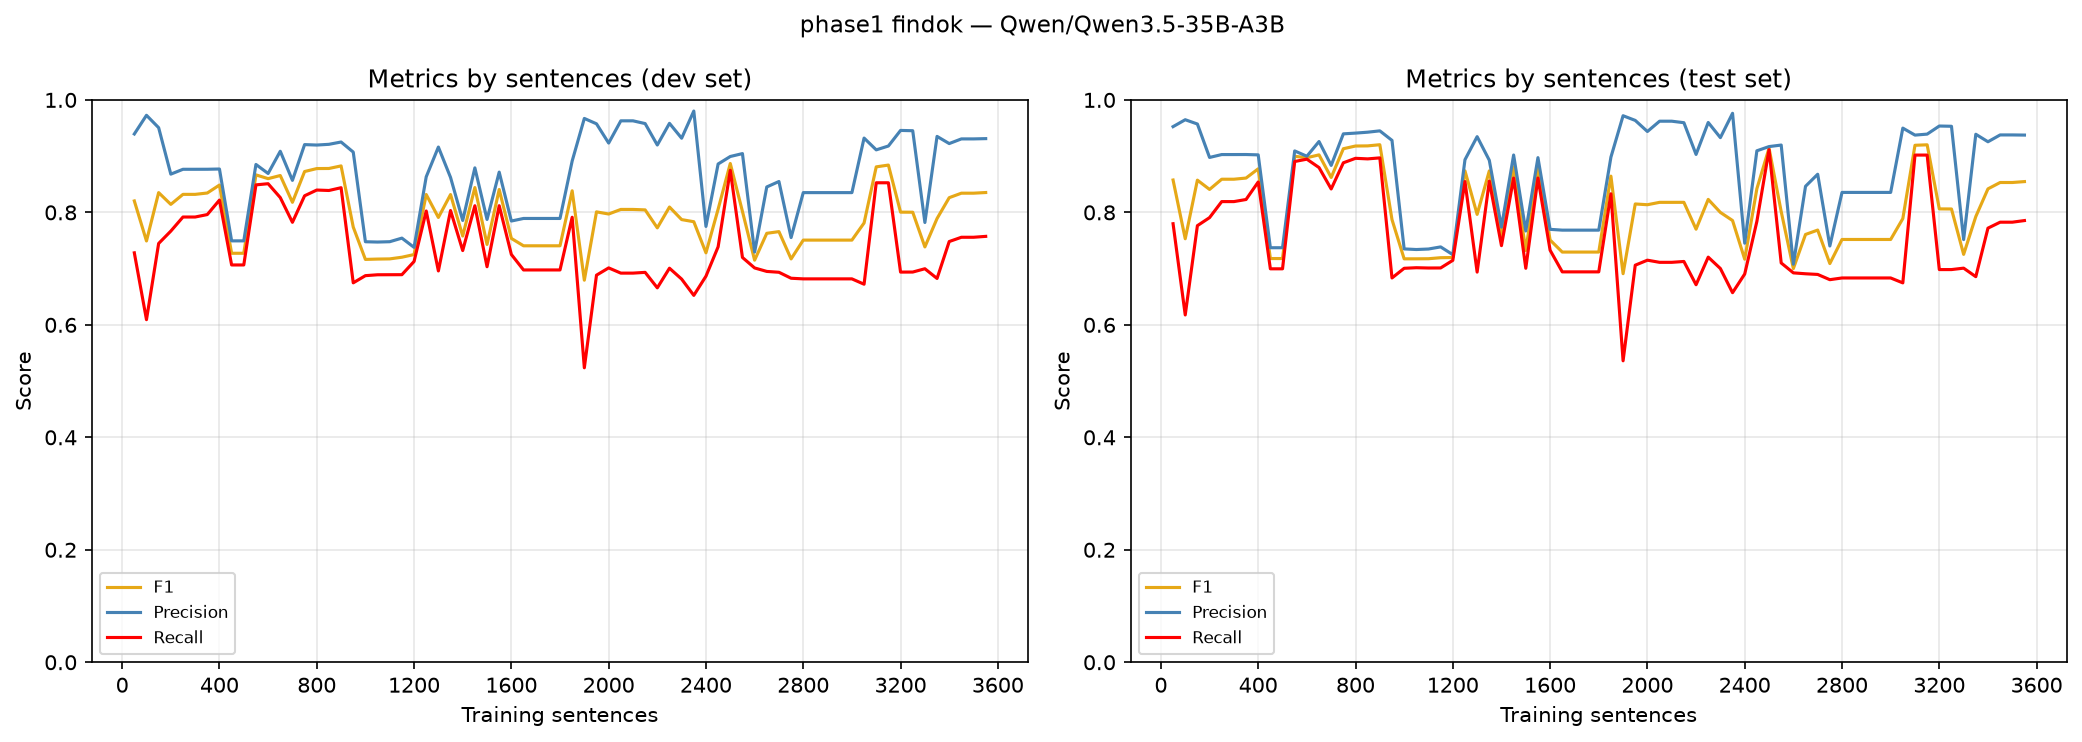 phase1 findok — Qwen/Qwen3.5-35B-A3B
Metrics by sentences (dev set)
1.0
0.8
0.6
0.4
0.2
0.0
Score
F1
Precision
Recall
0 400 800 1200 1600 2000 2400 2800 3200 3600
Training sentences
Metrics by sentences (test set)
1.0
0.8
0.6
0.4
0.2
0.0
Score
F1
Precision
Recall
0 400 800 1200 1600 2000 2400 2800 3200 3600
Training sentences